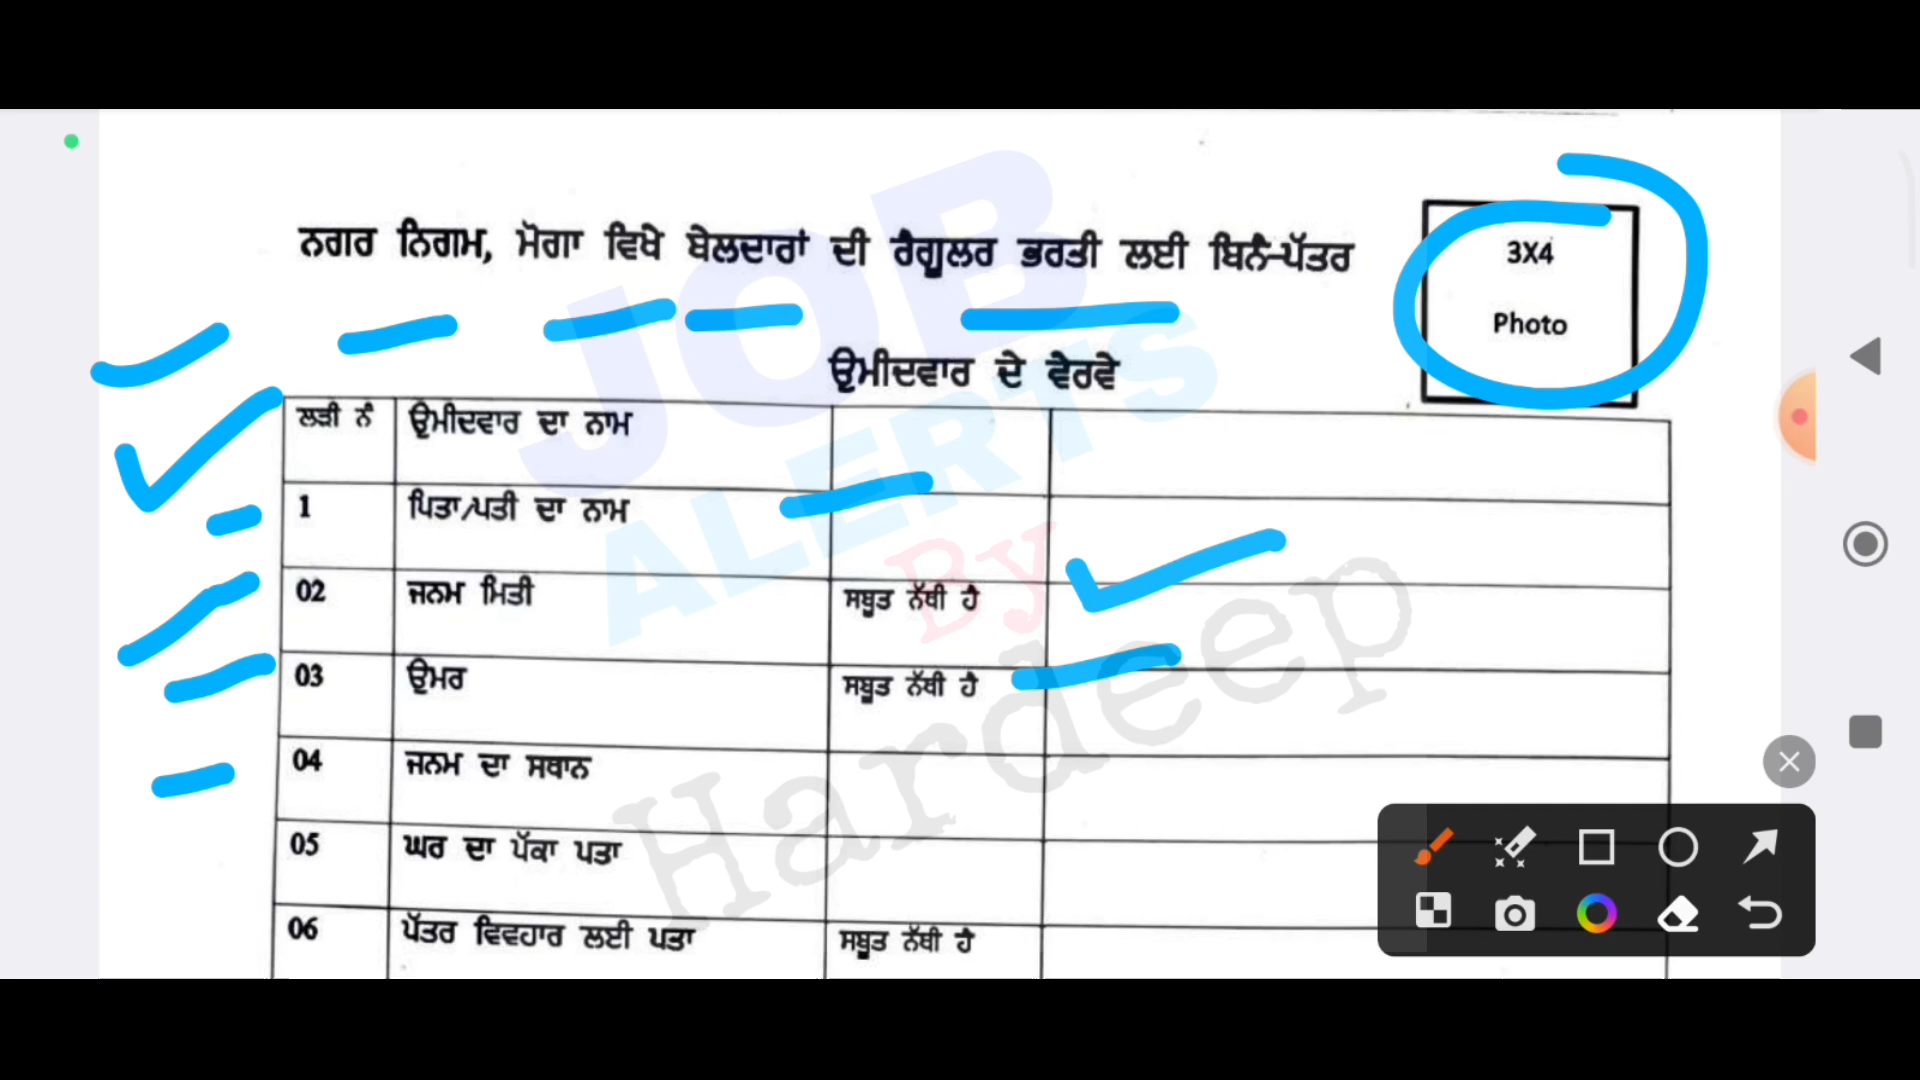 ਨਗਰ ਨਿਗਮ, ਮੋਗਾ ਵਿਖੇ ਬੇਲਦਾਰਾਂ ਦੀ ਰੈਗੂਲਰ ਭਰਤੀ ਲਈ ਬਿਨੈ-ਪੱਤਰ
3X4
Photo
ਉਮੀਦਵਾਰ ਦੇ ਵੇਰਵੇ
ਲੜੀ ਨੰ ਉਮੀਦਵਾਰ ਦਾ ਨਾਮ
1 ਪਿਤਾ/ਪਤੀ ਦਾ ਨਾਮ
02 ਜਨਮ ਮਿਤੀ ਸਬੂਤ ਨੱਥੀ ਹੈ
03 ਉਮਰ ਸਬੂਤ ਨੱਥੀ ਹੈ
04 ਜਨਮ ਦਾ ਸਥਾਨ
05 ਘਰ ਦਾ ਪੱਕਾ ਪਤਾ
06 ਪੱਤਰ ਵਿਵਹਾਰ ਲਈ ਪਤਾ ਸਬੂਤ ਨੱਥੀ ਹੈ
JOB
ALERTS
By
Hardeep